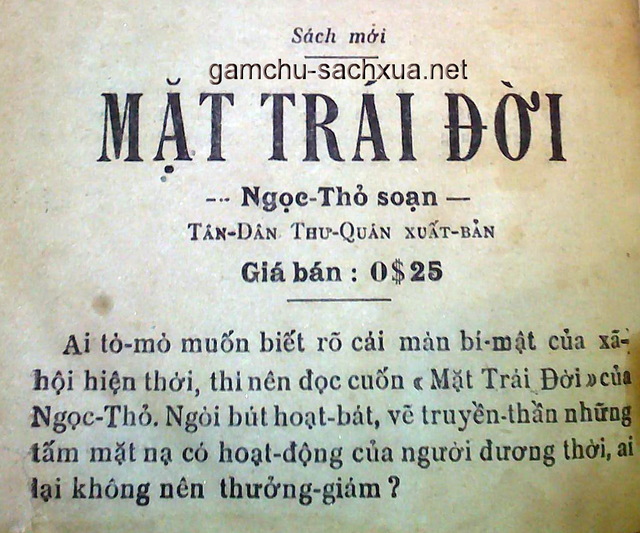 Sách mới
gamchu-sachxua.net
MẶT TRÁI ĐỜI
-- Ngọc-Thỏ soạn —
TÂN-DÂN THƯ-QUÁN XUẤT-BẢN
Giá bán : 0$25
Ai tò-mò muốn biết rõ cái màn bí-mật của xã-
hội hiện thời, thì nên đọc cuốn « Mặt Trái Đời » của
Ngọc-Thỏ. Ngòi bút hoạt-bát, vẽ truyền-thần những
tấm mặt nạ có hoạt-động của người đương thời, ai
lại không nên thưởng-giám ?